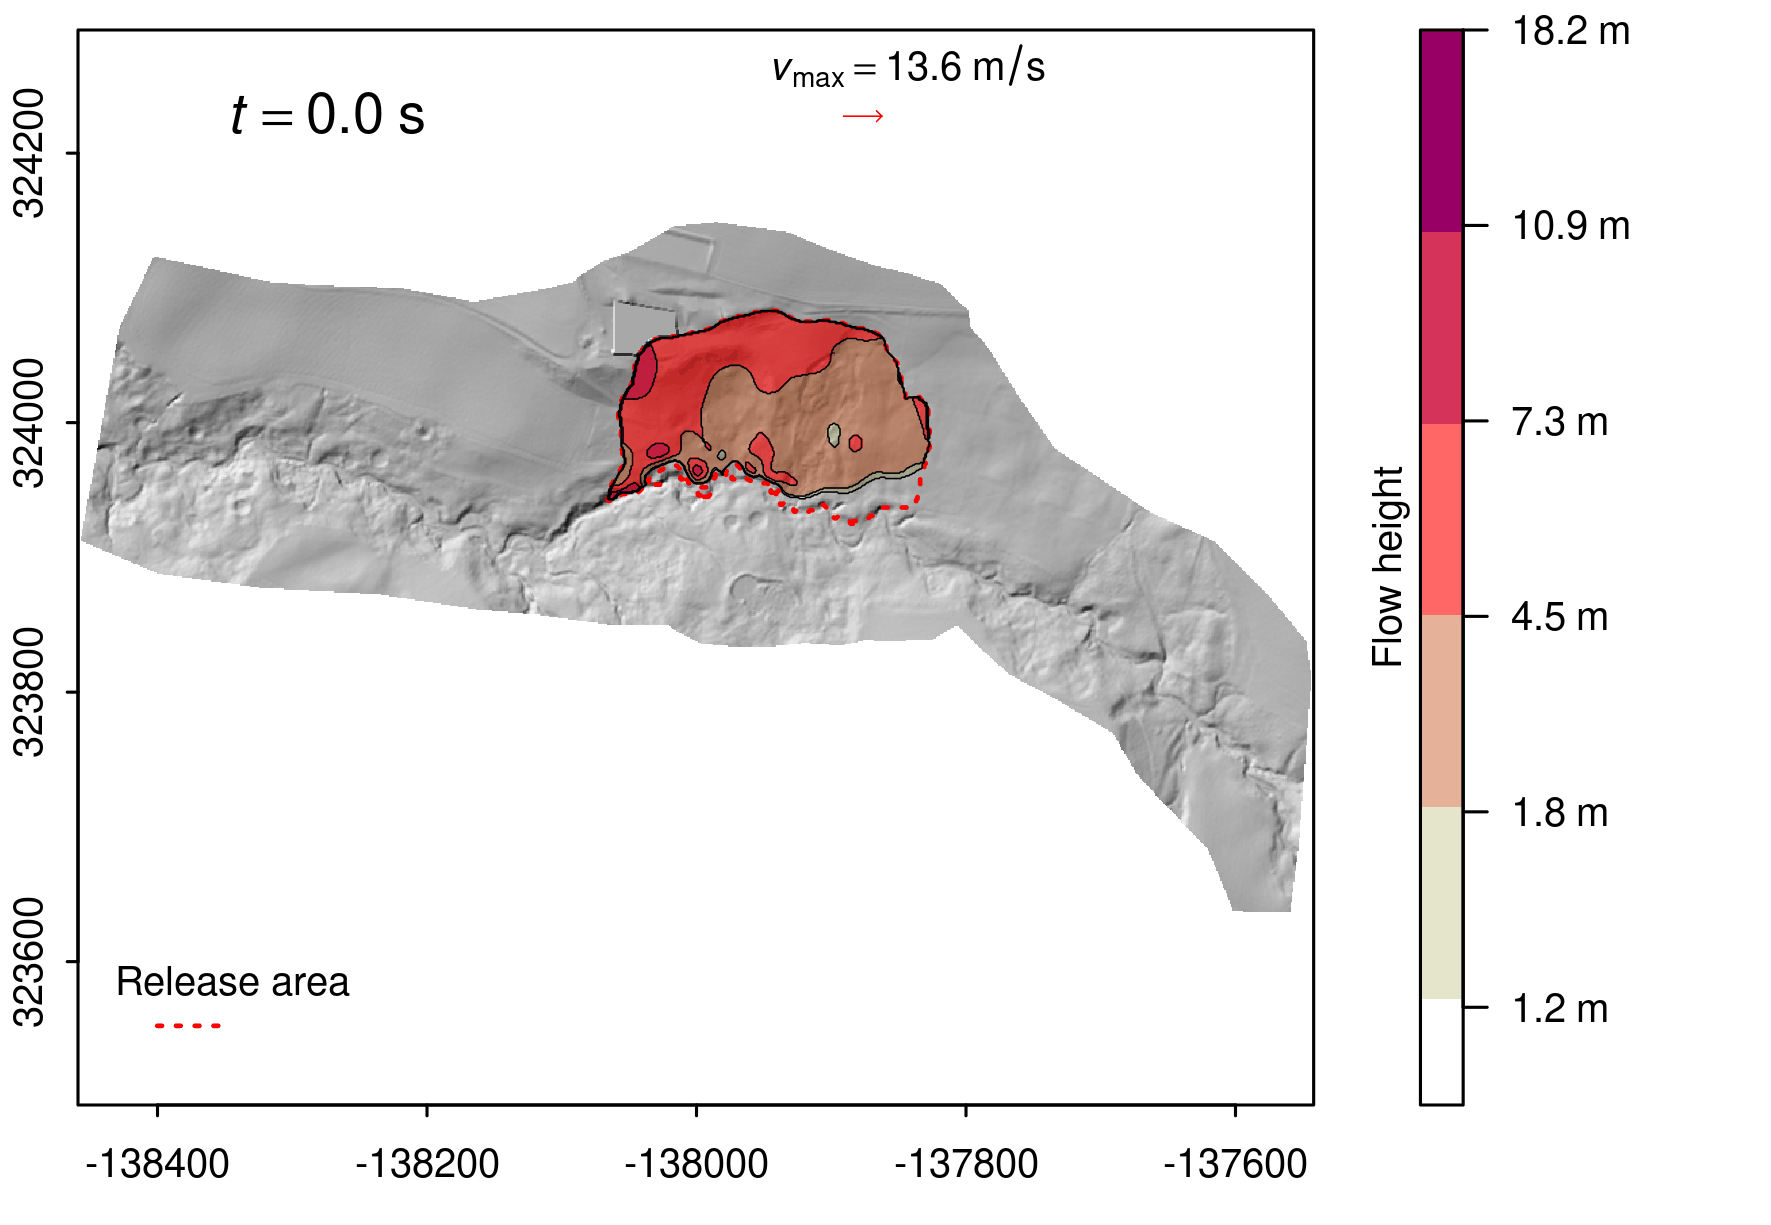 v_max = 13.6 m/s
t = 0.0 s
18.2 m
10.9 m
7.3 m
4.5 m
1.8 m
1.2 m
Flow height
324200
324000
323800
323600
Release area
-138400
-138200
-138000
-137800
-137600